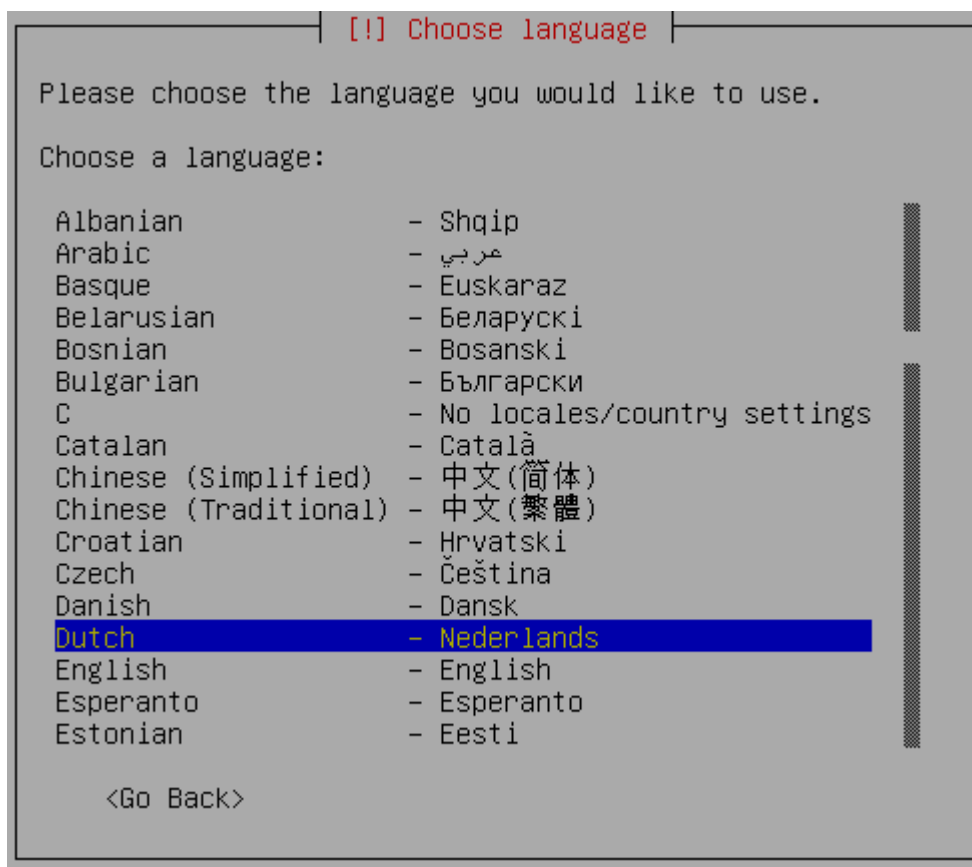 [!] Choose language
Please choose the language you would like to use.
Choose a language:
Albanian - Shqip
Arabic - عربي
Basque - Euskaraz
Belarusian - Беларускі
Bosnian - Bosanski
Bulgarian - Български
C - No locales/country settings
Catalan - Català
Chinese (Simplified) - 中文(简体)
Chinese (Traditional) - 中文(繁體)
Croatian - Hrvatski
Czech - Čeština
Danish - Dansk
Dutch - Nederlands
English - English
Esperanto - Esperanto
Estonian - Eesti
<Go Back>